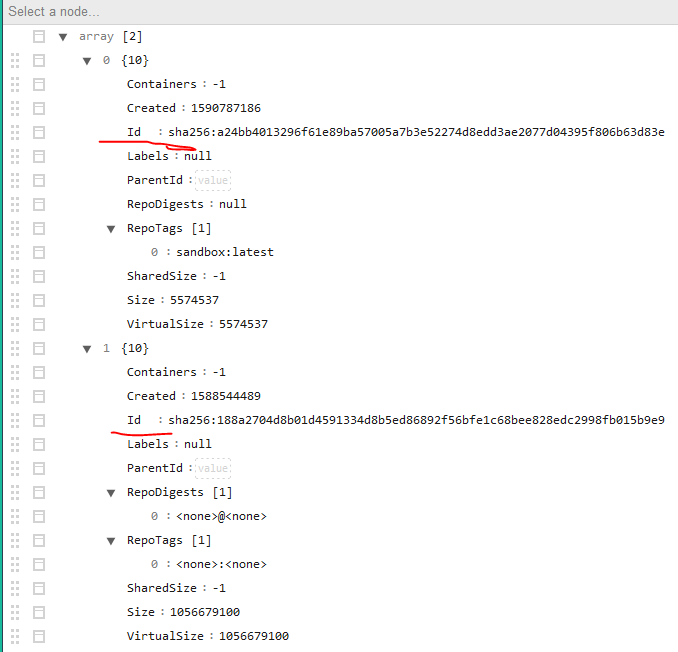 Select a node...
array [2]
0 {10}
Containers : -1
Created : 1590787186
Id : sha256:a24bb4013296f61e89ba57005a7b3e52274d8edd3ae2077d04395f806b63d83e
Labels : null
ParentId : value
RepoDigests : null
RepoTags [1]
0 : sandbox:latest
SharedSize : -1
Size : 5574537
VirtualSize : 5574537
1 {10}
Containers : -1
Created : 1588544489
Id : sha256:188a2704d8b01d4591334d8b5ed86892f56bfe1c68bee828edc2998fb015b9e9
Labels : null
ParentId : value
RepoDigests [1]
0 : <none>@<none>
RepoTags [1]
0 : <none>:<none>
SharedSize : -1
Size : 1056679100
VirtualSize : 1056679100